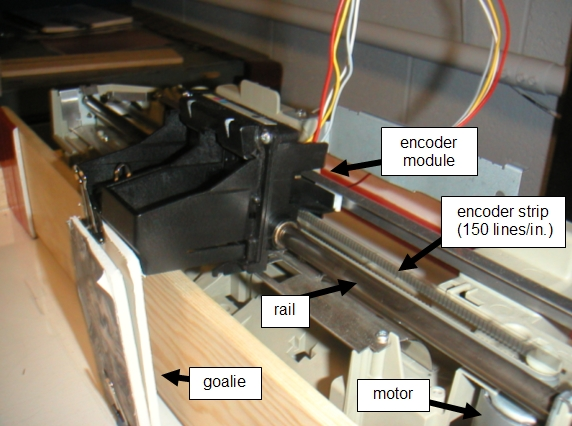 encoder
module
encoder strip
(150 lines/in.)
rail
goalie
motor